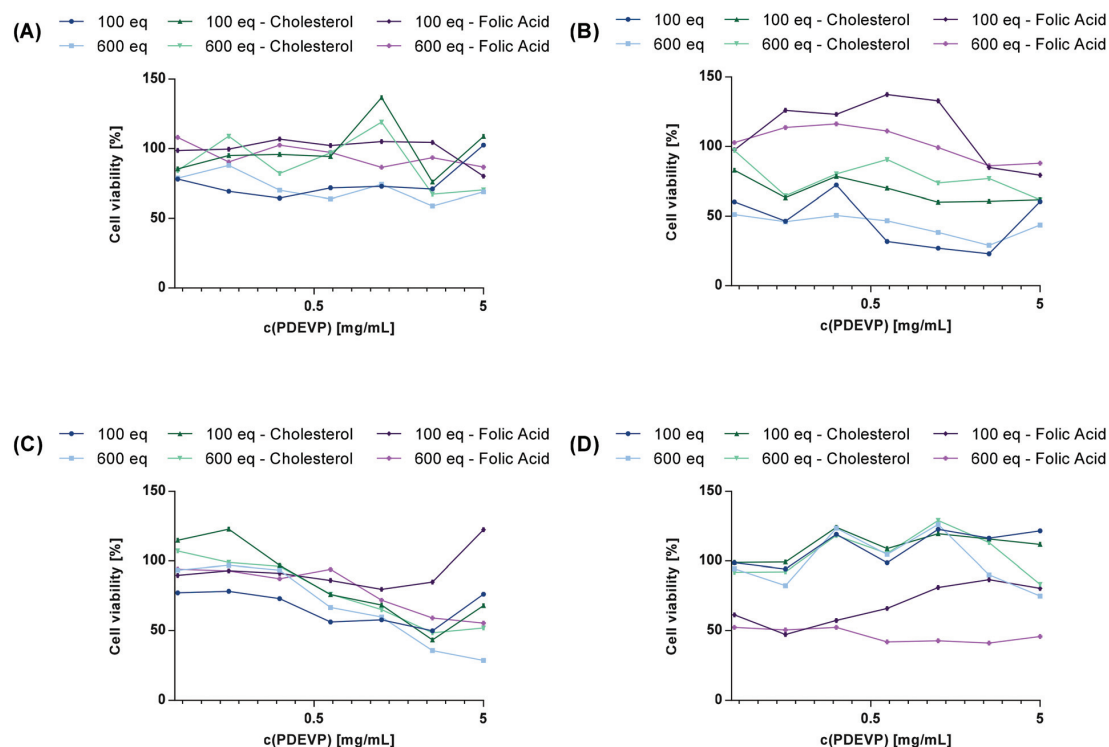 (A) 100 eq 100 eq - Cholesterol 100 eq - Folic Acid
600 eq 600 eq - Cholesterol 600 eq - Folic Acid
150
100
50
0
Cell viability [%]
0.5 5
c(PDEVP) [mg/mL]
(B) 100 eq 100 eq - Cholesterol 100 eq - Folic Acid
600 eq 600 eq - Cholesterol 600 eq - Folic Acid
150
100
50
0
Cell viability [%]
0.5 5
c(PDEVP) [mg/mL]
(C) 100 eq 100 eq - Cholesterol 100 eq - Folic Acid
600 eq 600 eq - Cholesterol 600 eq - Folic Acid
150
100
50
0
Cell viability [%]
0.5 5
c(PDEVP) [mg/mL]
(D) 100 eq 100 eq - Cholesterol 100 eq - Folic Acid
600 eq 600 eq - Cholesterol 600 eq - Folic Acid
150
100
50
0
Cell viability [%]
0.5 5
c(PDEVP) [mg/mL]